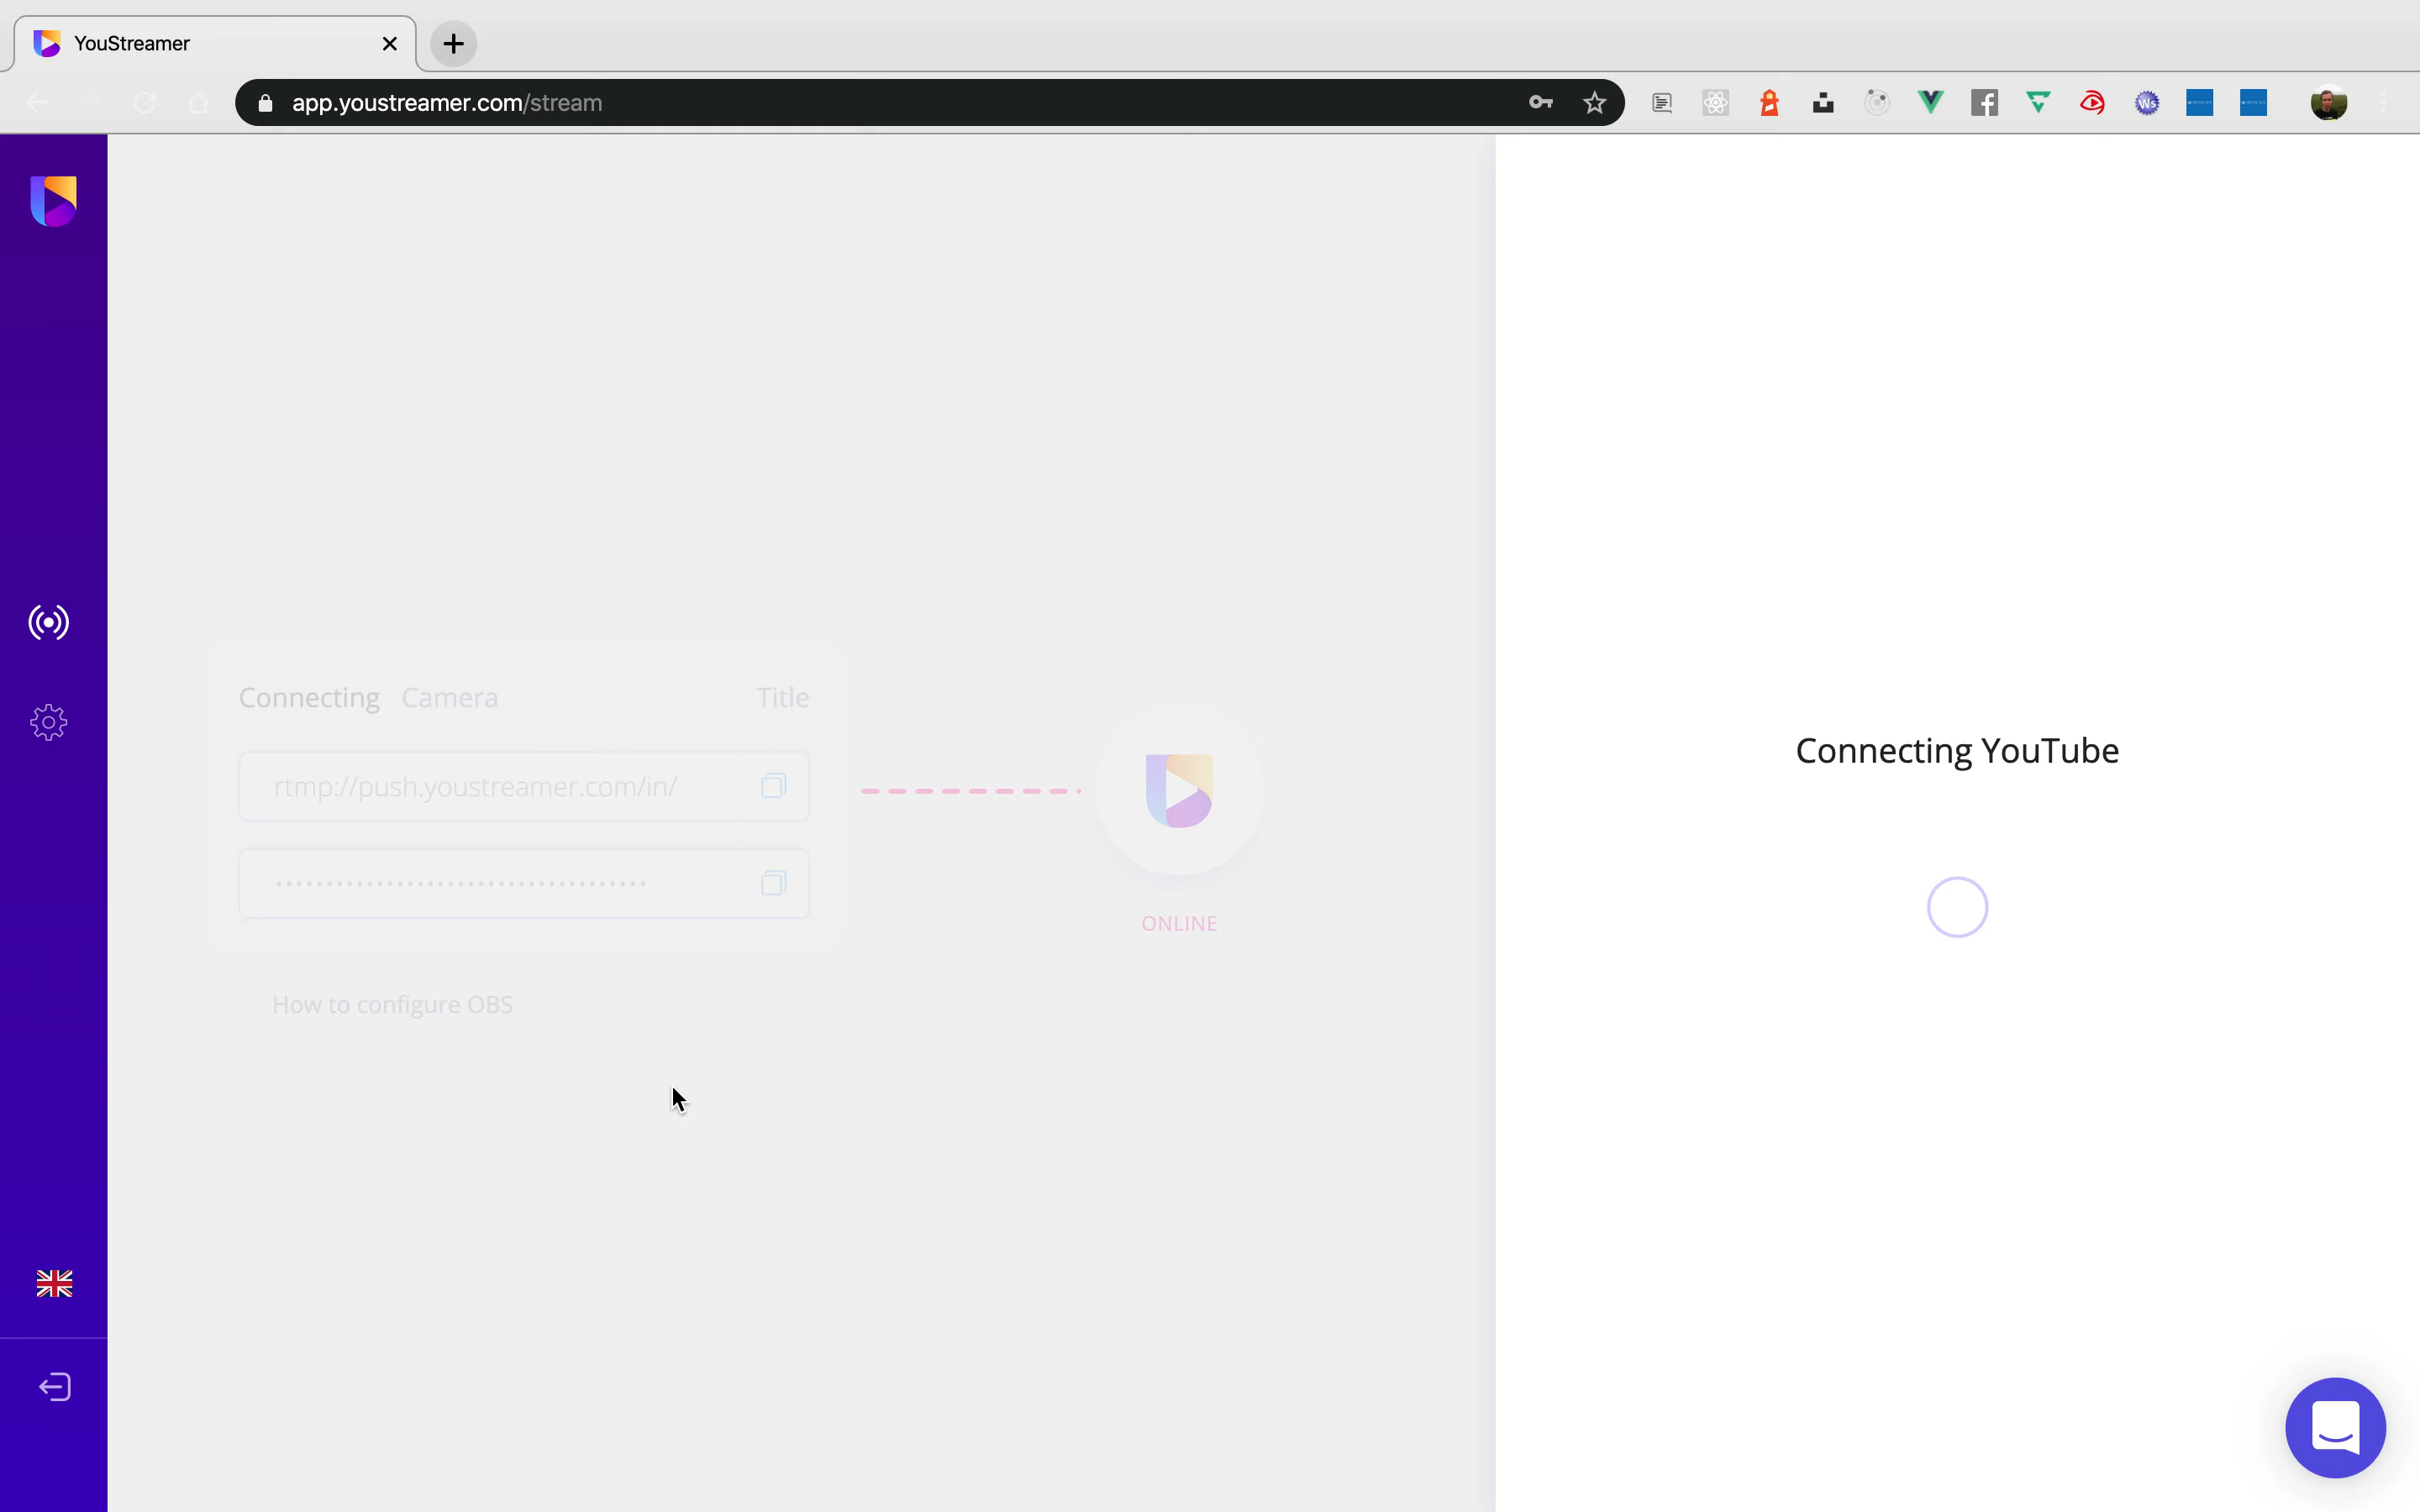 YouStreamer
app.youstreamer.com/stream
Ws
Connecting Camera Title
rtmp://push.youstreamer.com/in/
ONLINE
How to configure OBS
Connecting YouTube